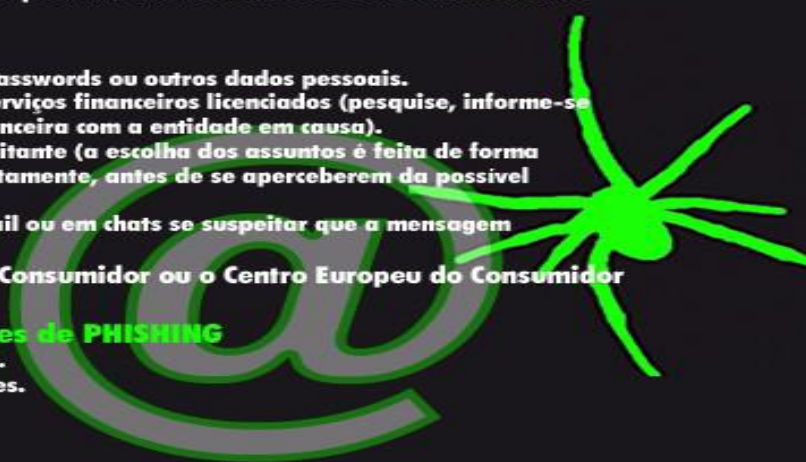 asswords ou outros dados pessoais.
erviços financeiros licenciados (pesquise, informe-se
nceira com a entidade em causa).
itante (a escolha dos assuntos é feita de forma
tamente, antes de se aperceberem da possível
il ou em chats se suspeitar que a mensagem
Consumidor ou o Centro Europeu do Consumidor
es de PHISHING
.
es.
@